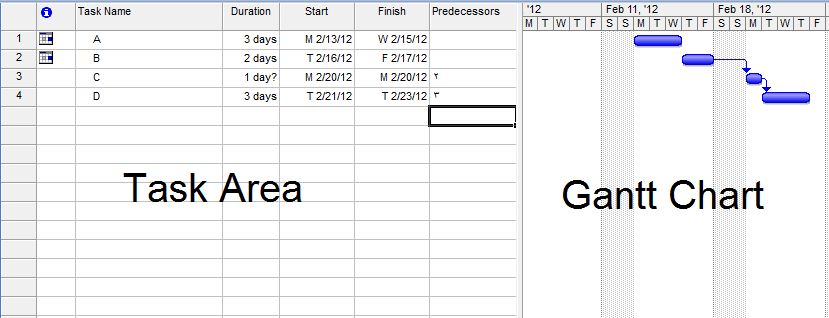 Task Name Duration Start Finish Predecessors
1 A 3 days M 2/13/12 W 2/15/12
2 B 2 days T 2/16/12 F 2/17/12
3 C 1 day? M 2/20/12 M 2/20/12 ٢
4 D 3 days T 2/21/12 T 2/23/12 ٣
Task Area
'12 Feb 11, '12 Feb 18, '12
M T W T F S S M T W T F S S M T W T F
Gantt Chart